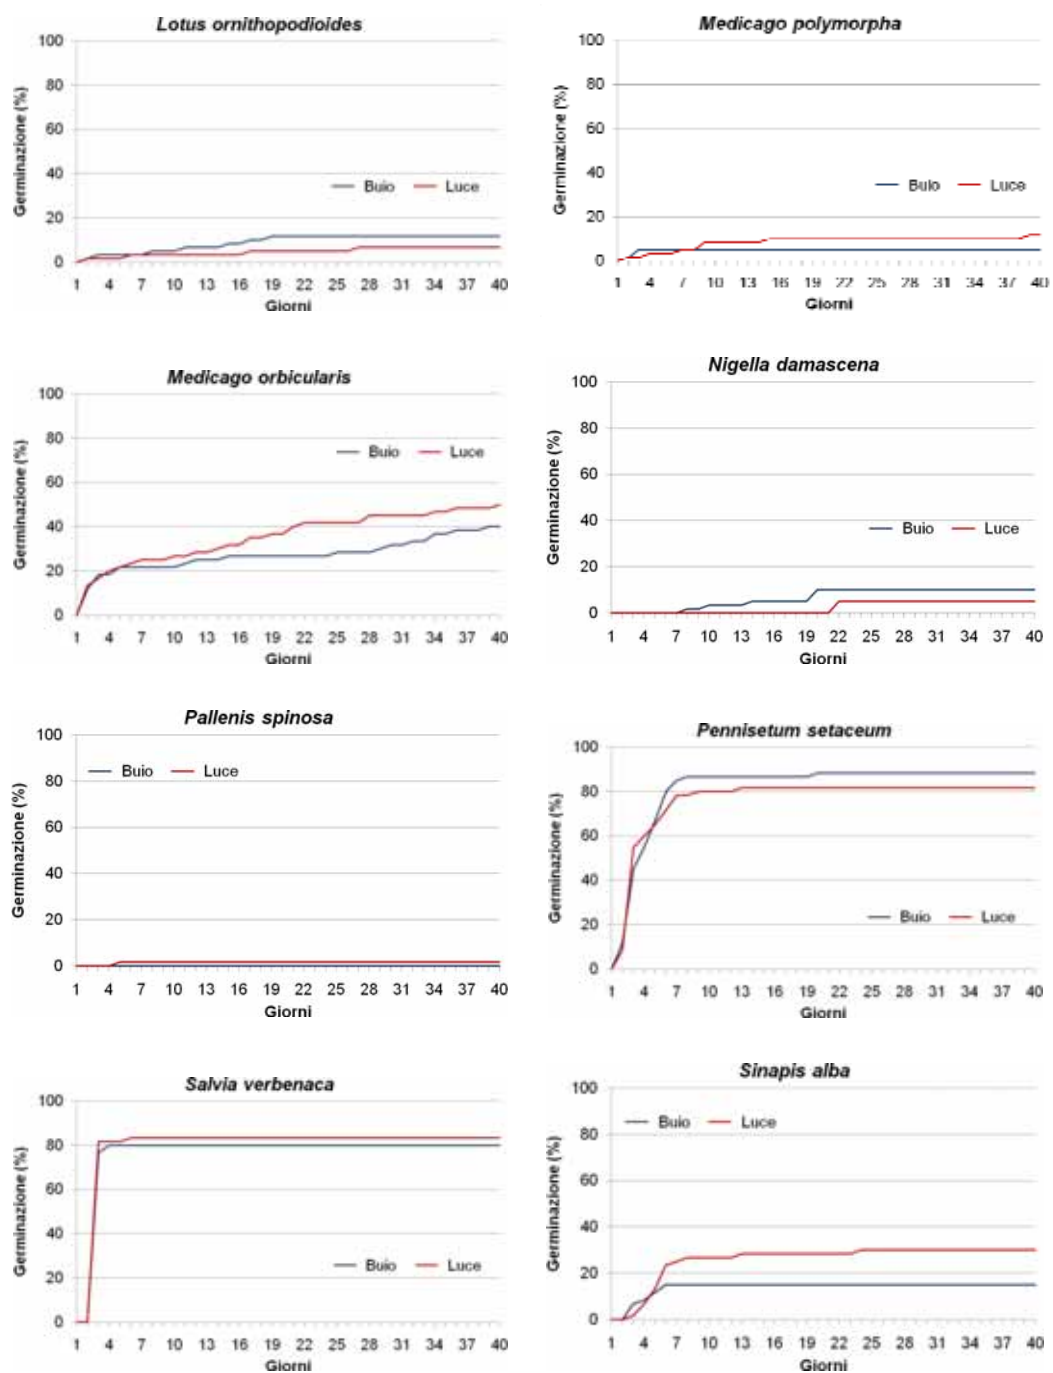 Lotus ornithopodioides
Germinazione (%)
100
80
60
40
20
0
Buio Luce
1 4 7 10 13 16 19 22 25 28 31 34 37 40
Giorni
Medicago polymorpha
Germinazione (%)
100
80
60
40
20
0
Buio Luce
1 4 7 10 13 16 19 22 25 28 31 34 37 40
Giorni
Medicago orbicularis
Germinazione (%)
100
80
60
40
20
0
Buio Luce
1 4 7 10 13 16 19 22 25 28 31 34 37 40
Giorni
Nigella damascena
Germinazione (%)
100
80
60
40
20
0
Buio Luce
1 4 7 10 13 16 19 22 25 28 31 34 37 40
Giorni
Pallenis spinosa
Germinazione (%)
100
80
60
40
20
0
Buio Luce
1 4 7 10 13 16 19 22 25 28 31 34 37 40
Giorni
Pennisetum setaceum
Germinazione (%)
100
80
60
40
20
0
Buio Luce
1 4 7 10 13 16 19 22 25 28 31 34 37 40
Giorni
Salvia verbenaca
Germinazione (%)
100
80
60
40
20
0
Buio Luce
1 4 7 10 13 16 19 22 25 28 31 34 37 40
Giorni
Sinapis alba
Germinazione (%)
100
80
60
40
20
0
Buio Luce
1 4 7 10 13 16 19 22 25 28 31 34 37 40
Giorni